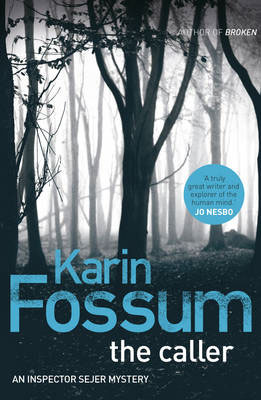 AUTHOR OF BROKEN
'A truly
great writer and
explorer of the
human mind.'
JO NESBO
Karin
Fossum
the caller
AN INSPECTOR SEJER MYSTERY